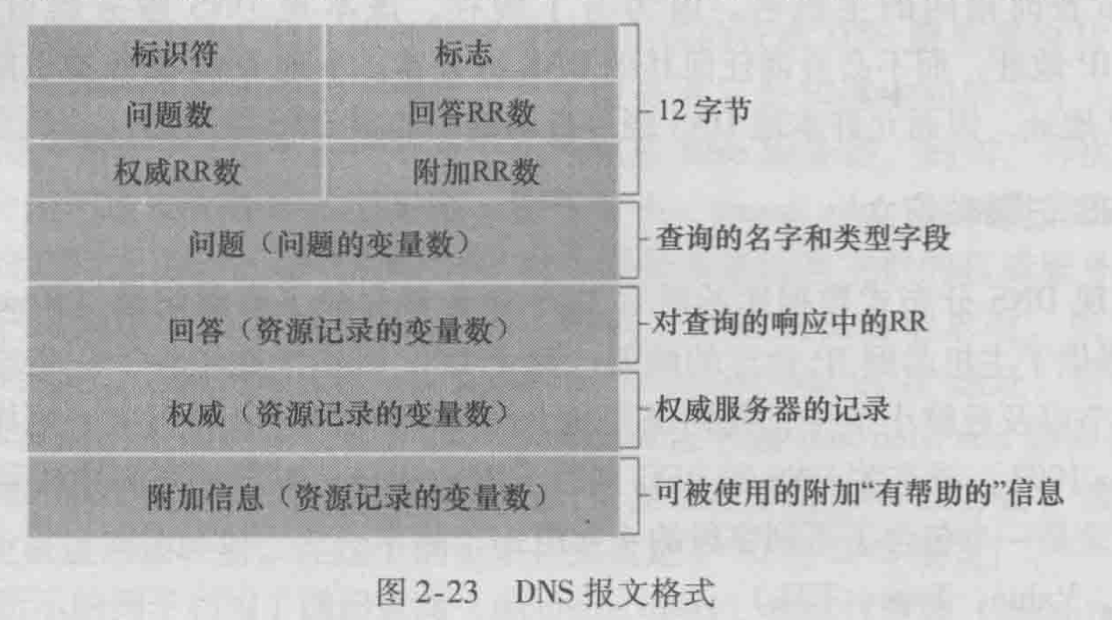 标识符 标志
问题数 回答RR数
12 字节
权威RR数 附加RR数
问题（问题的变量数） 查询的名字和类型字段
回答（资源记录的变量数） 对查询的响应中的RR
权威（资源记录的变量数） 权威服务器的记录
附加信息（资源记录的变量数） 可被使用的附加“有帮助的”信息
图 2-23 DNS 报文格式